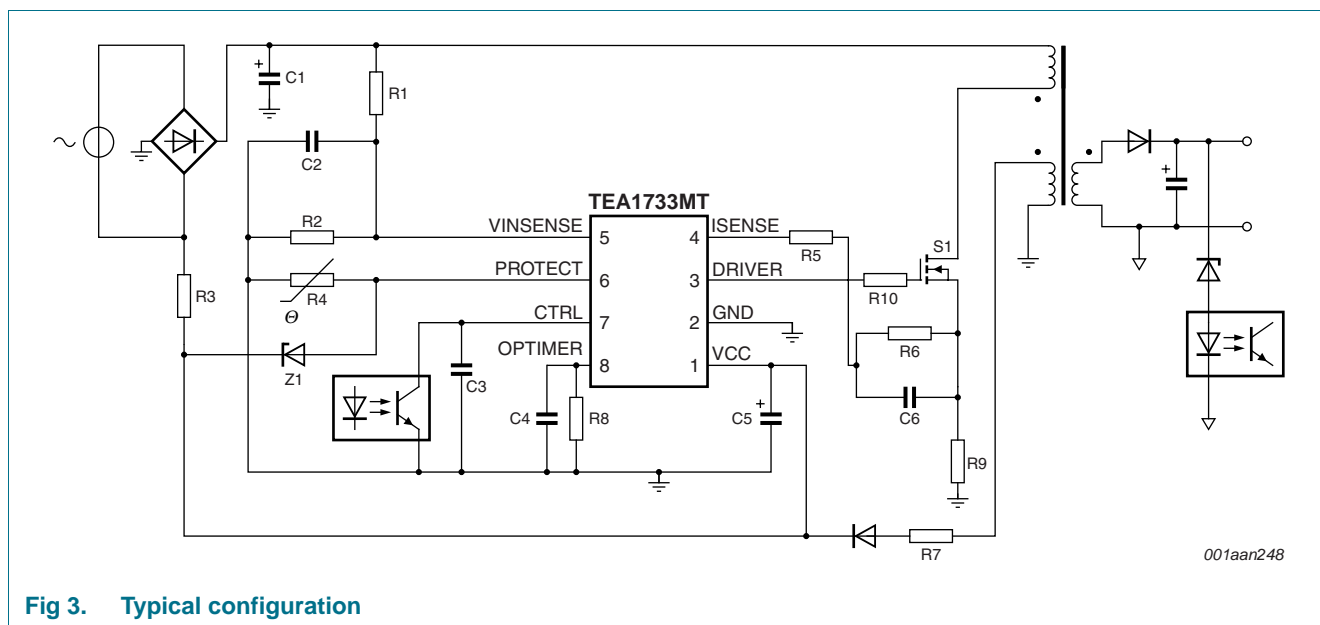 C1
R1
C2
TEA1733MT
R2
VINSENSE
5
4
ISENSE
R5
S1
PROTECT
6
3
DRIVER
R10
R3
R4
Θ
CTRL
7
2
GND
R6
OPTIMER
8
1
VCC
Z1
C3
C4
R8
C5
C6
R9
R7
001aan248
Fig 3. Typical configuration